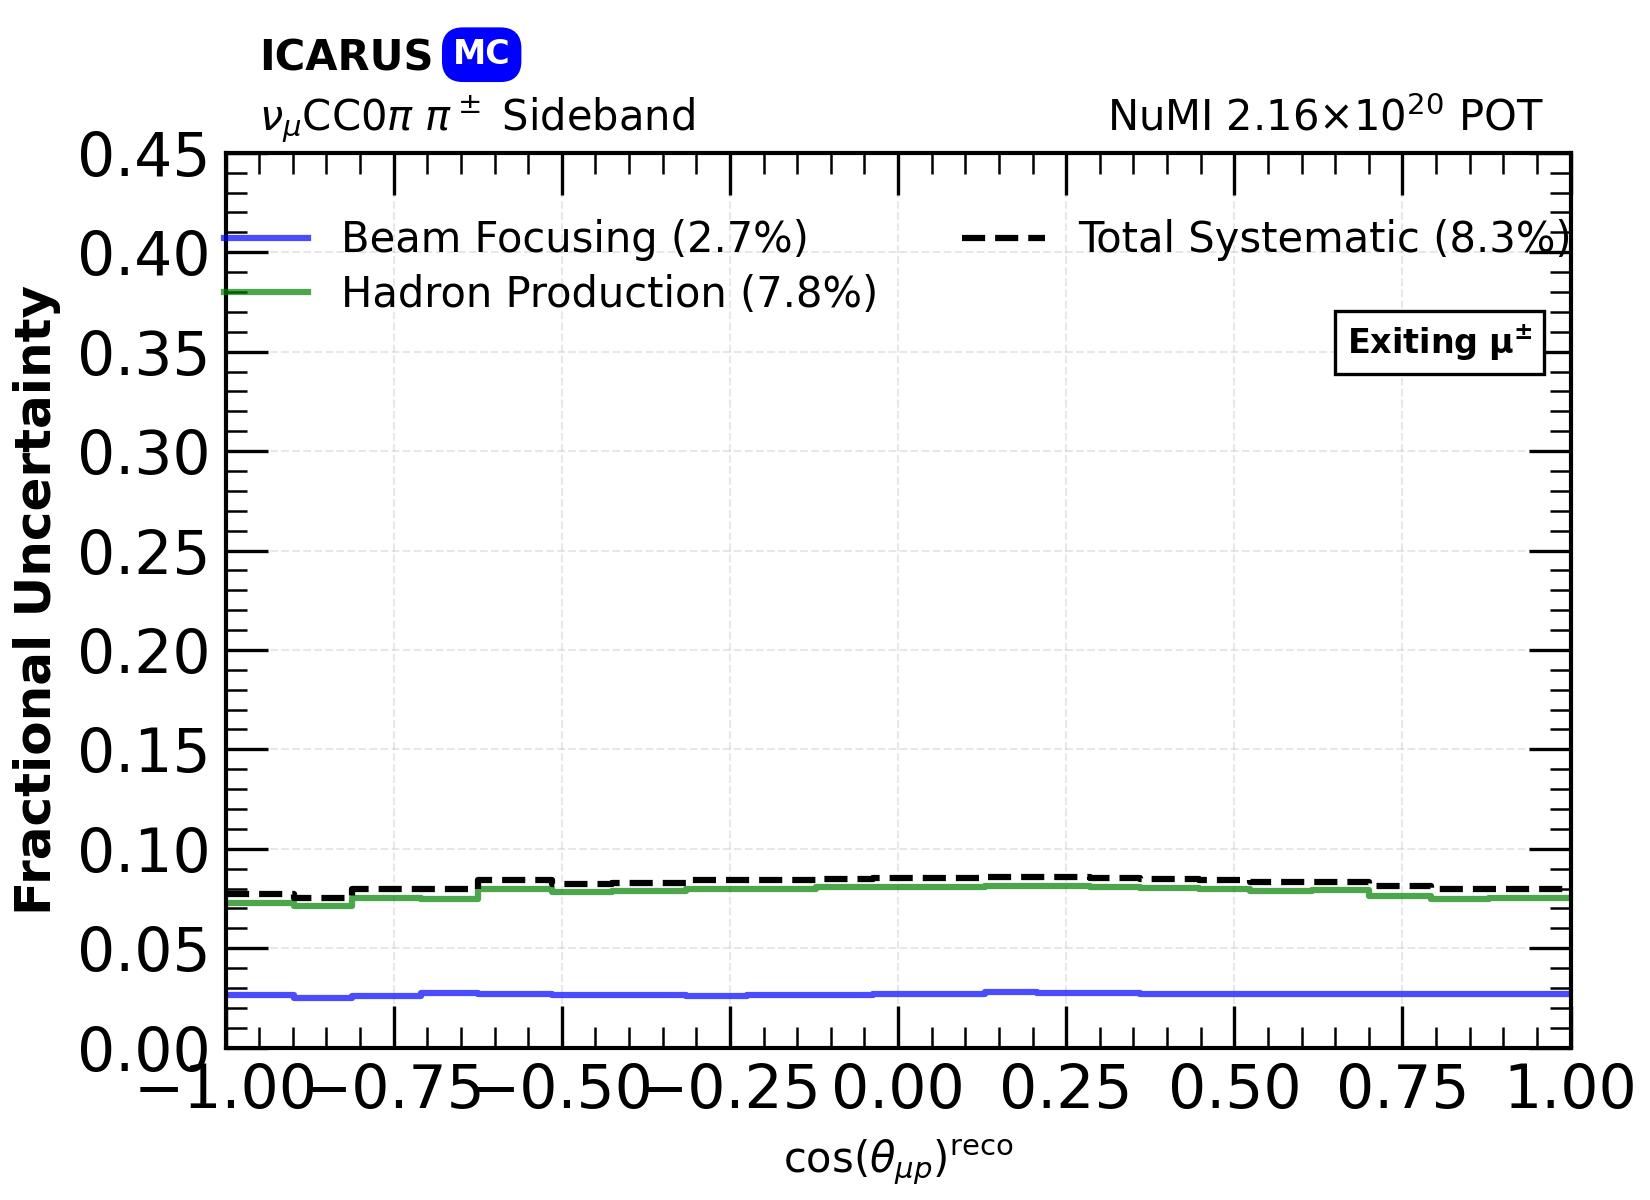 ICARUS MC
νμCC0π π± Sideband
NuMI 2.16×10²⁰ POT
Beam Focusing (2.7%)
Hadron Production (7.8%)
Total Systematic (8.3%)
Exiting μ±
Fractional Uncertainty
0.45
0.40
0.35
0.30
0.25
0.20
0.15
0.10
0.05
0.00
−1.00 −0.75 −0.50 −0.25 0.00 0.25 0.50 0.75 1.00
cos(θμp)reco